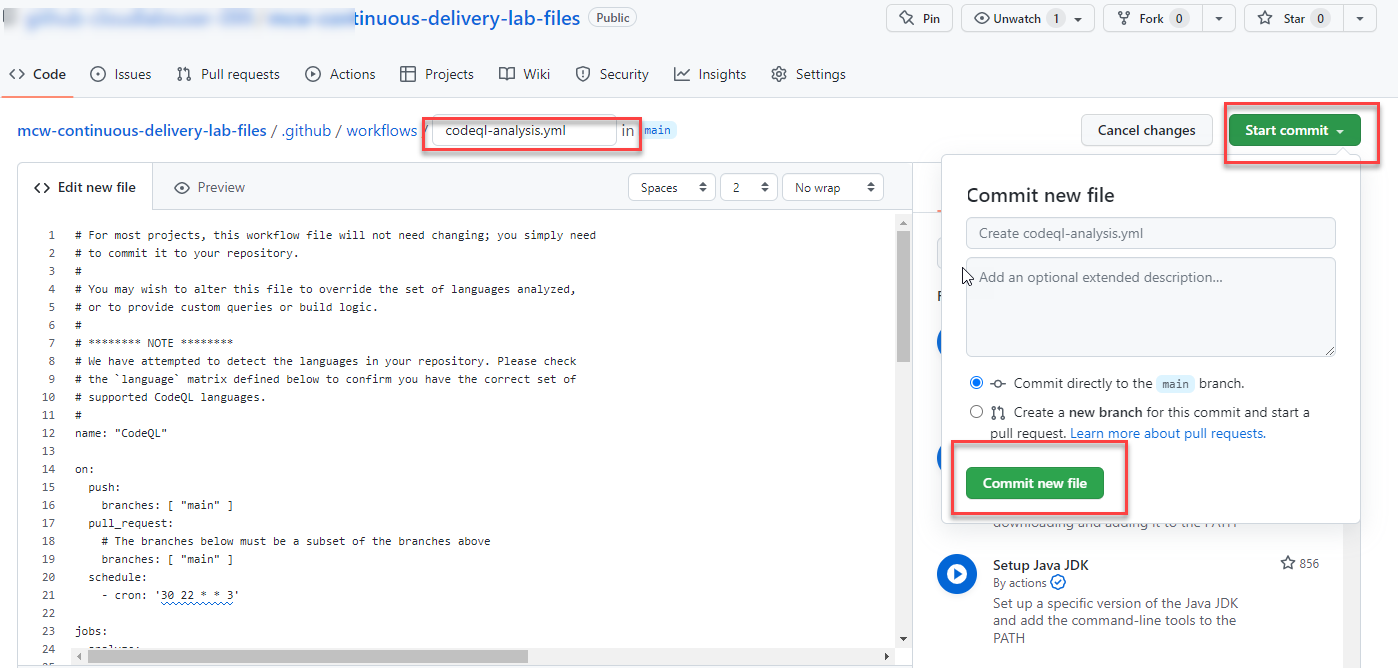 tinuous-delivery-lab-files Public
Pin Unwatch 1 Fork 0 Star 0
Code Issues Pull requests Actions Projects Wiki Security Insights Settings
mcw-continuous-delivery-lab-files / .github / workflows / codeql-analysis.yml in main
Cancel changes Start commit
Edit new file Preview Spaces 2 No wrap
1 # For most projects, this workflow file will not need changing; you simply need
2 # to commit it to your repository.
3 #
4 # You may wish to alter this file to override the set of languages analyzed,
5 # or to provide custom queries or build logic.
6 #
7 # ******** NOTE ********
8 # We have attempted to detect the languages in your repository. Please check
9 # the `language` matrix defined below to confirm you have the correct set of
10 # supported CodeQL languages.
11 #
12 name: "CodeQL"
13
14 on:
15   push:
16     branches: [ "main" ]
17   pull_request:
18     # The branches below must be a subset of the branches above
19     branches: [ "main" ]
20   schedule:
21     - cron: '30 22 * * 3'
22
23 jobs:
24   analyze:
Commit new file
Create codeql-analysis.yml
Add an optional extended description...
Commit directly to the main branch.
Create a new branch for this commit and start a
pull request. Learn more about pull requests.
Commit new file
downloading and adding it to the PATH
Setup Java JDK 856
By actions
Set up a specific version of the Java JDK
and add the command-line tools to the
PATH